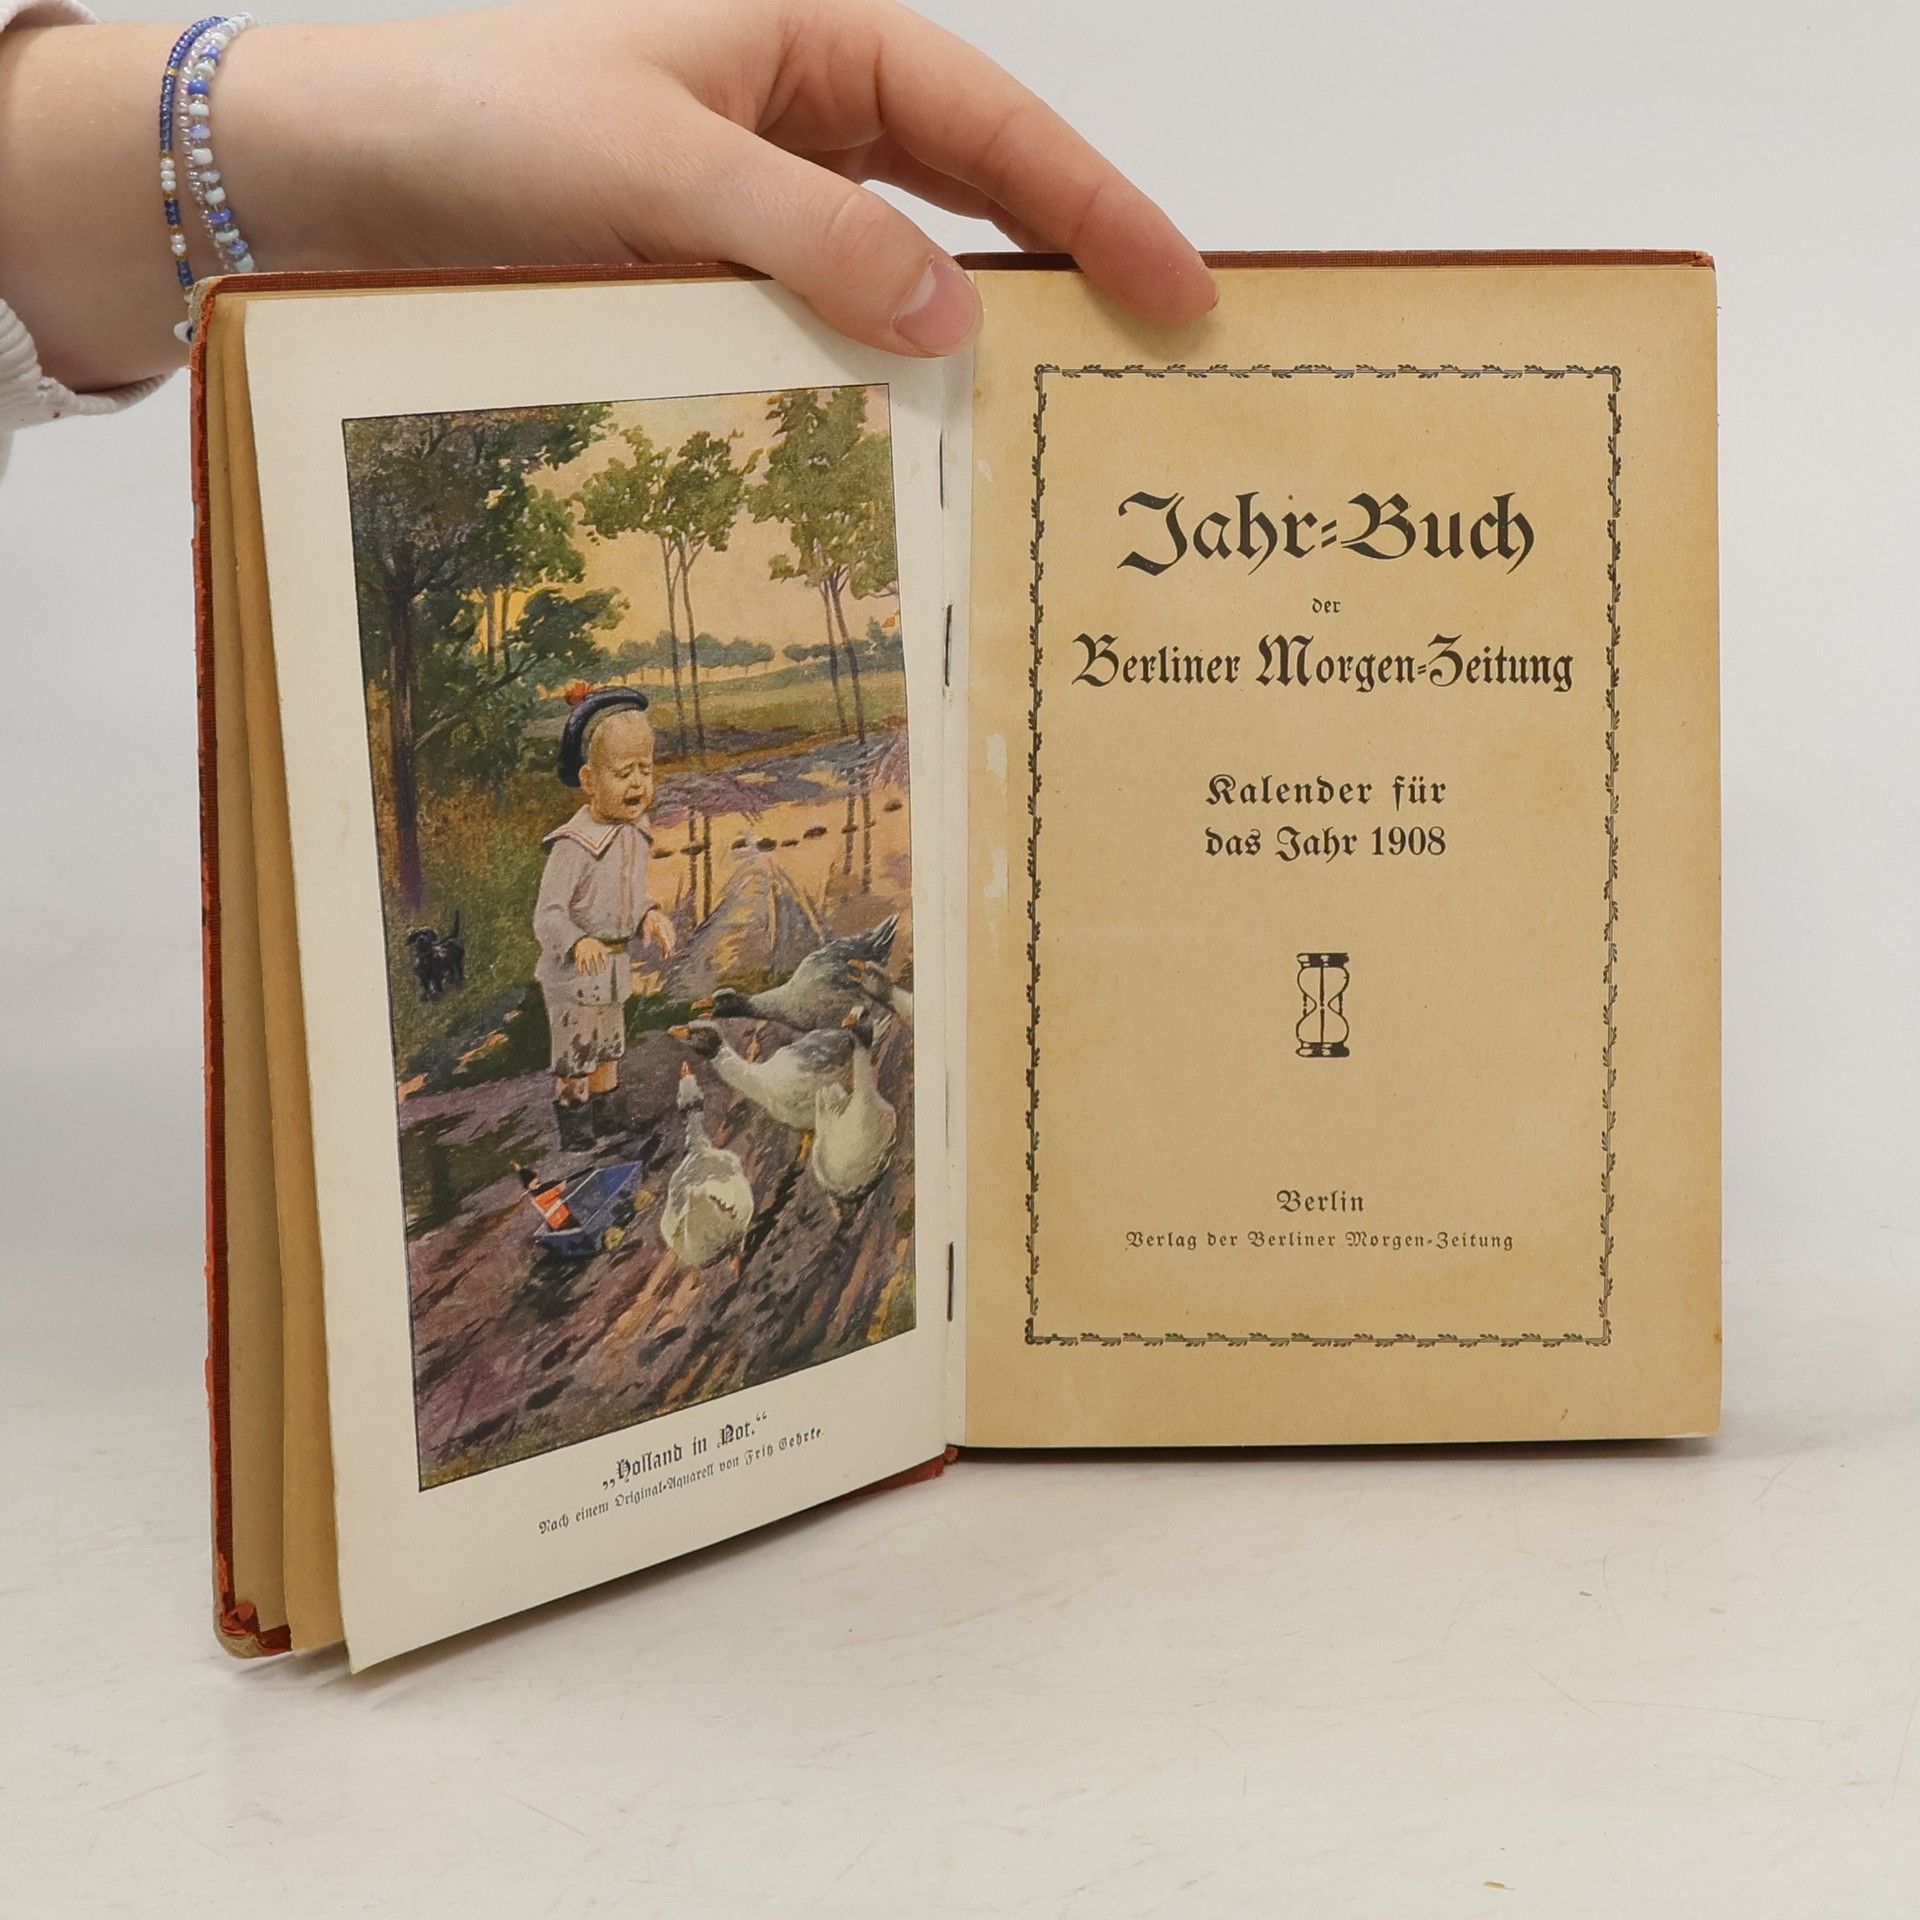 „Holland in Not.“
Nach einem Original-Aquarell von Fritz Gehrke.
Jahr-Buch
der
Berliner Morgen-Zeitung
Kalender für
das Jahr 1908
Berlin
Verlag der Berliner Morgen-Zeitung